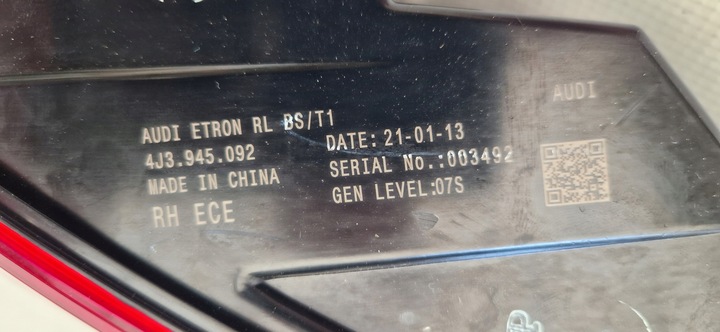 AUDI ETRON RL BS/T1
4J3.945.092
MADE IN CHINA
RH ECE
DATE: 21-01-13
SERIAL No.:003492
GEN LEVEL:07S
AUDI